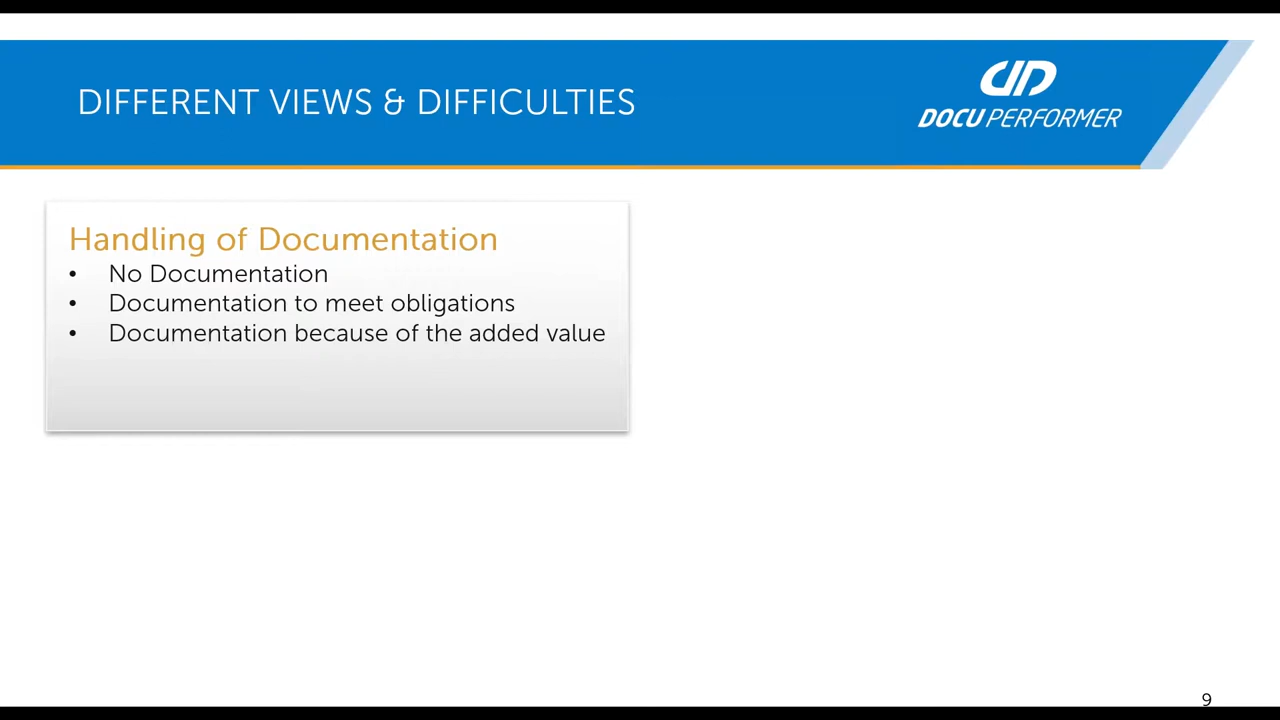 DIFFERENT VIEWS & DIFFICULTIES
DOCU PERFORMER
Handling of Documentation
• No Documentation
• Documentation to meet obligations
• Documentation because of the added value
9